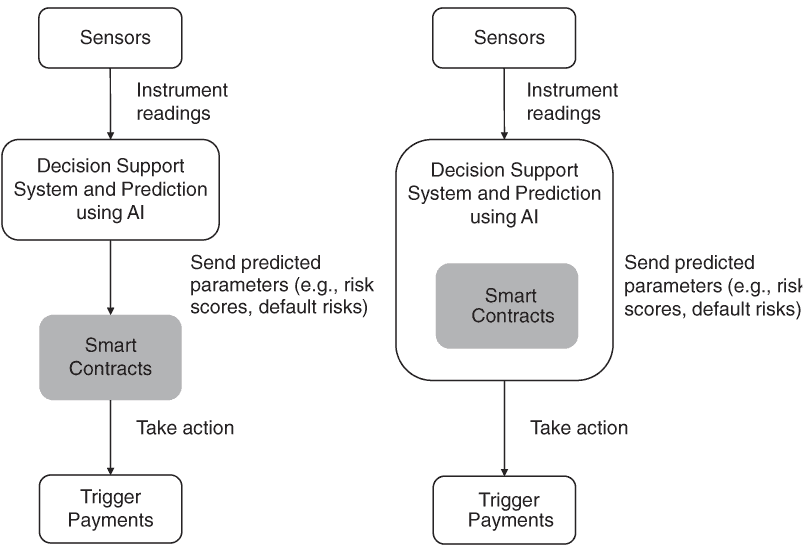 Sensors
Instrument
readings
Decision Support
System and Prediction
using AI
Send predicted
parameters (e.g., risk
scores, default risks)
Smart
Contracts
Take action
Trigger
Payments
Sensors
Instrument
readings
Decision Support
System and Prediction
using AI
Smart
Contracts
Send predicted
parameters (e.g., risk
scores, default risks)
Take action
Trigger
Payments